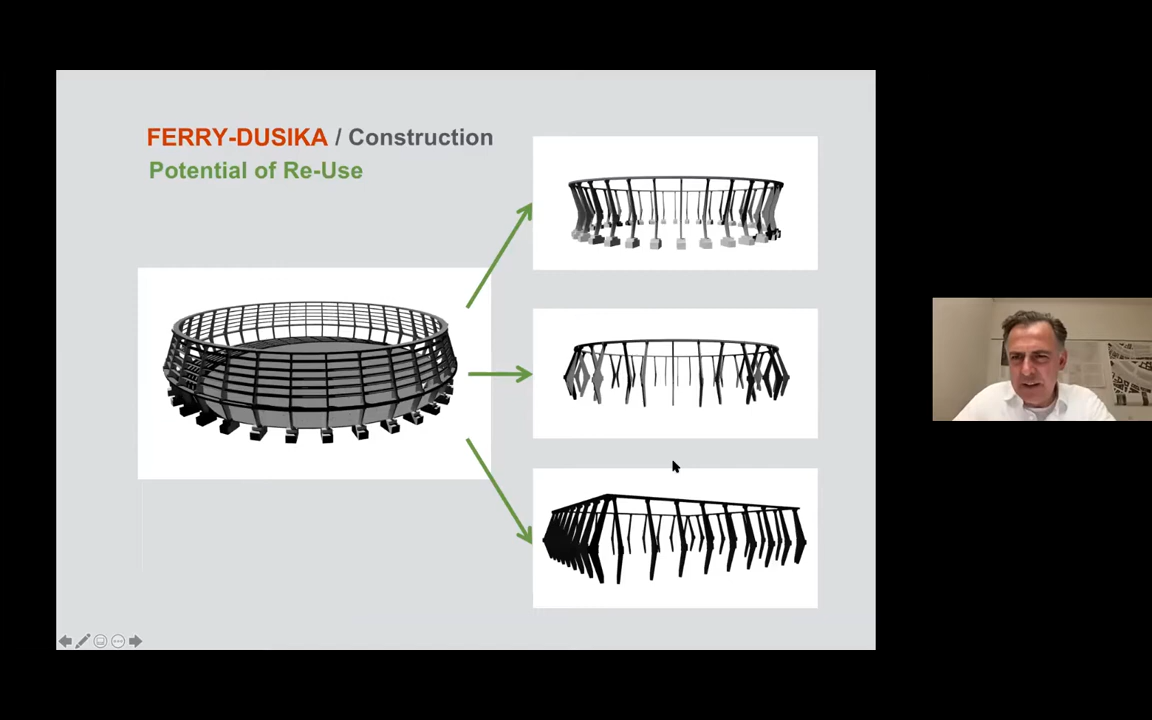 FERRY-DUSIKA / Construction
Potential of Re-Use